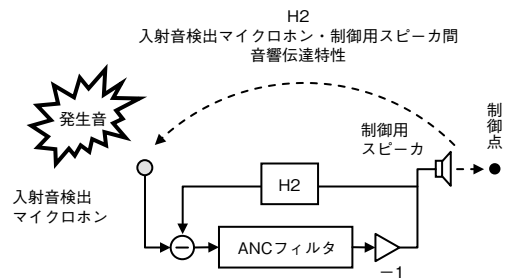 H2
入射音検出マイクロホン・制御用スピーカ間
音響伝達特性
発生音
制御用
スピーカ
制御点
入射音検出
マイクロホン
H2
−
ANCフィルタ
−1